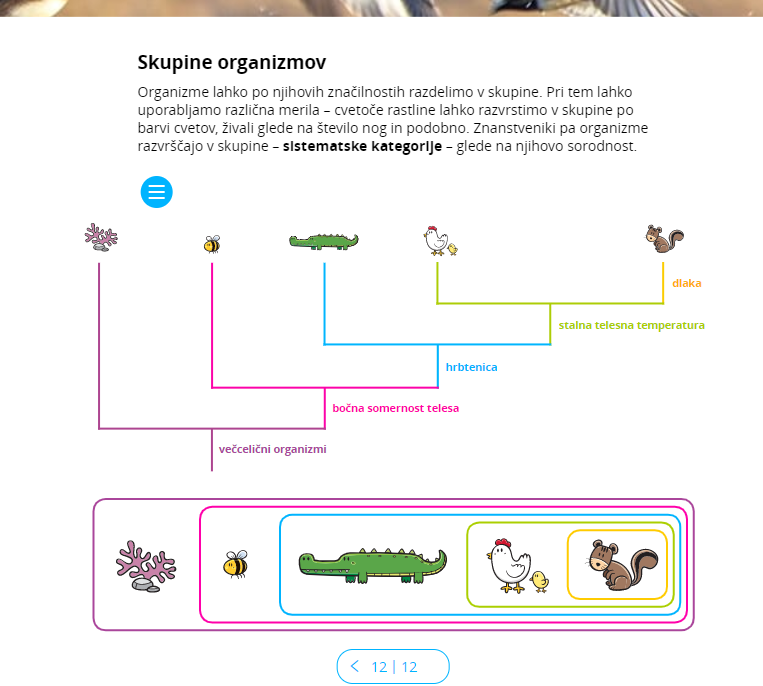 Skupine organizmov
Organizme lahko po njihovih značilnostih razdelimo v skupine. Pri tem lahko
uporabljamo različna merila – cvetoče rastline lahko razvrstimo v skupine po
barvi cvetov, živali glede na število nog in podobno. Znanstveniki pa organizme
razvrščajo v skupine – sistematske kategorije – glede na njihovo sorodnost.
dlaka
stalna telesna temperatura
hrbtenica
bočna somernost telesa
večcelični organizmi
12 | 12